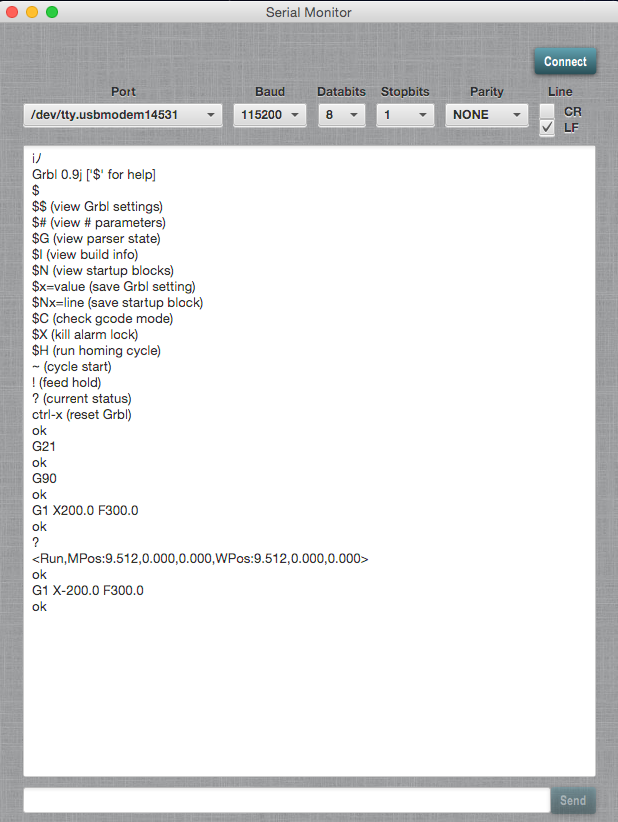 Serial Monitor
Connect
Port Baud Databits Stopbits Parity Line
/dev/tty.usbmodem14531 115200 8 1 NONE CR
LF
i/
Grbl 0.9j ['$' for help]
$
$$ (view Grbl settings)
$# (view # parameters)
$G (view parser state)
$I (view build info)
$N (view startup blocks)
$x=value (save Grbl setting)
$Nx=line (save startup block)
$C (check gcode mode)
$X (kill alarm lock)
$H (run homing cycle)
~ (cycle start)
! (feed hold)
? (current status)
ctrl-x (reset Grbl)
ok
G21
ok
G90
ok
G1 X200.0 F300.0
ok
?
<Run,MPos:9.512,0.000,0.000,WPos:9.512,0.000,0.000>
ok
G1 X-200.0 F300.0
ok
Send